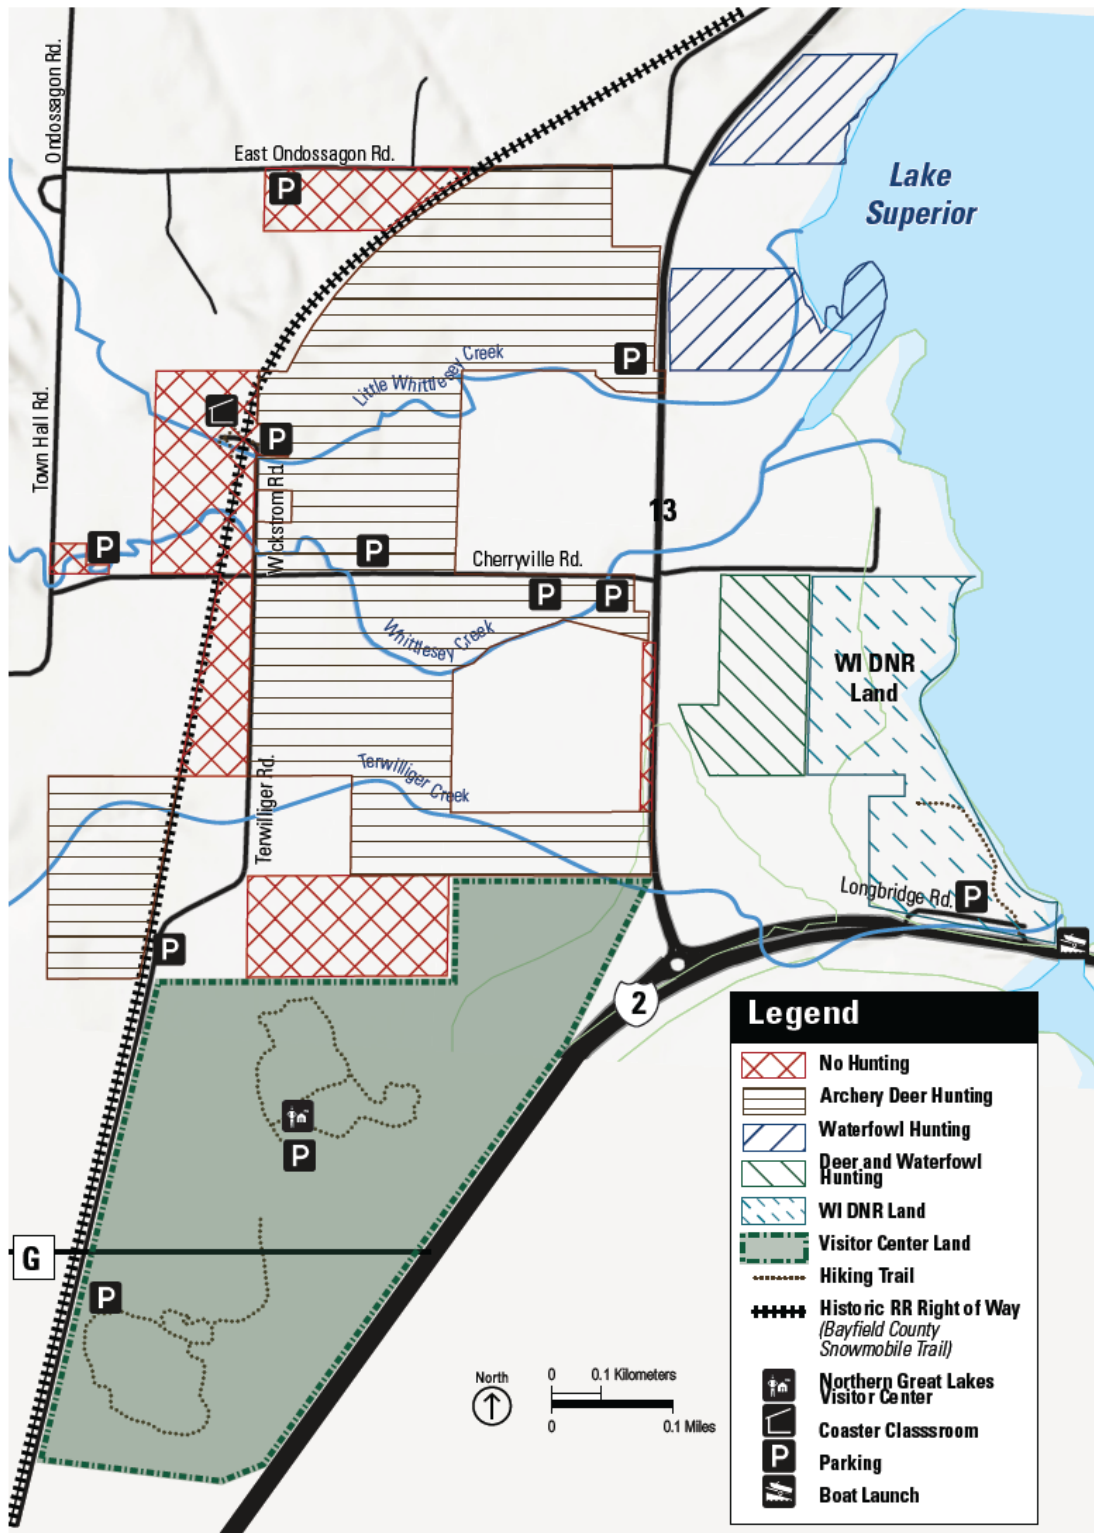 Ondossagon Rd.
East Ondossagon Rd.
P
Lake
Superior
Little Whittlesey Creek
P
Town Hall Rd.
P
Wickstrom Rd.
13
P
P
Cherryville Rd.
P
P
Whittlesey Creek
WI DNR
Land
Terwilliger Creek
Terwilliger Rd.
Longbridge Rd.
P
P
2
P
G
P
North
0 0.1 Kilometers
0 0.1 Miles
Legend
No Hunting
Archery Deer Hunting
Waterfowl Hunting
Deer and Waterfowl
Hunting
WI DNR Land
Visitor Center Land
Hiking Trail
Historic RR Right of Way
(Bayfield County
Snowmobile Trail)
Northern Great Lakes
Visitor Center
Coaster Classsroom
P Parking
Boat Launch